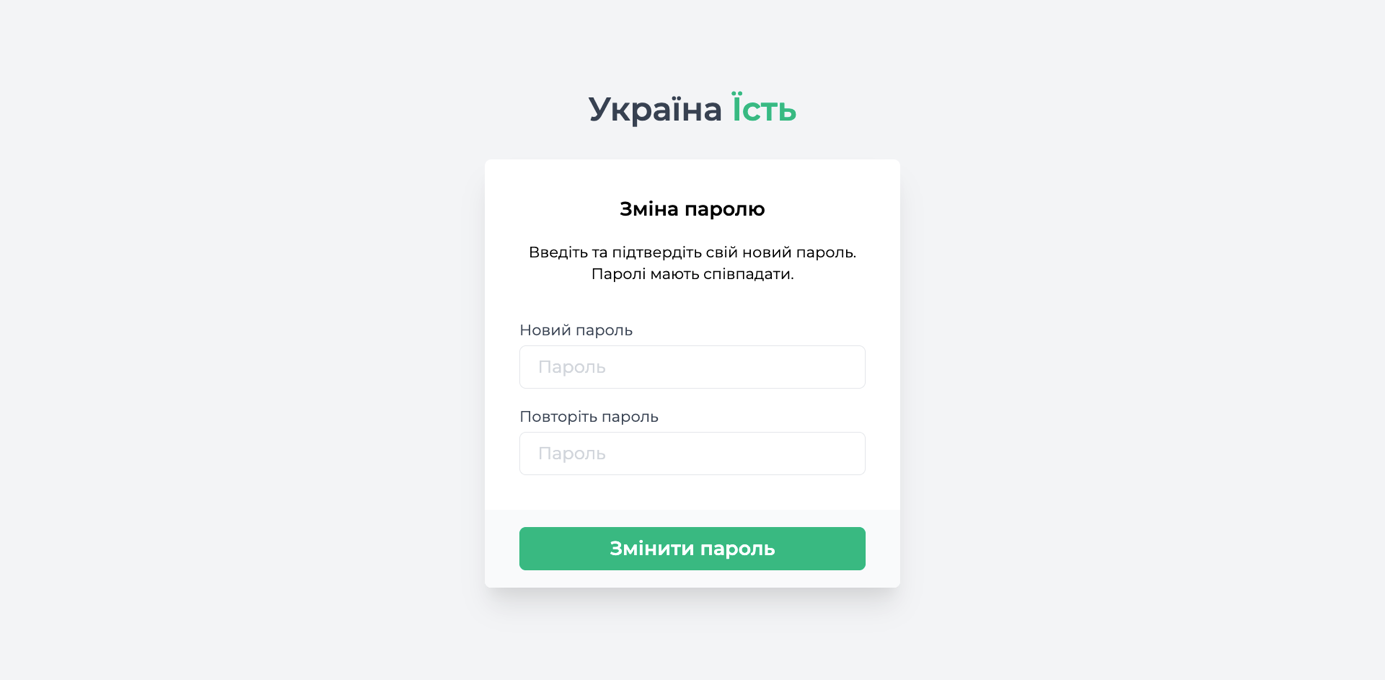 Україна Їсть
Зміна паролю
Введіть та підтвердіть свій новий пароль.
Паролі мають співпадати.
Новий пароль
Пароль
Повторіть пароль
Пароль
Змінити пароль